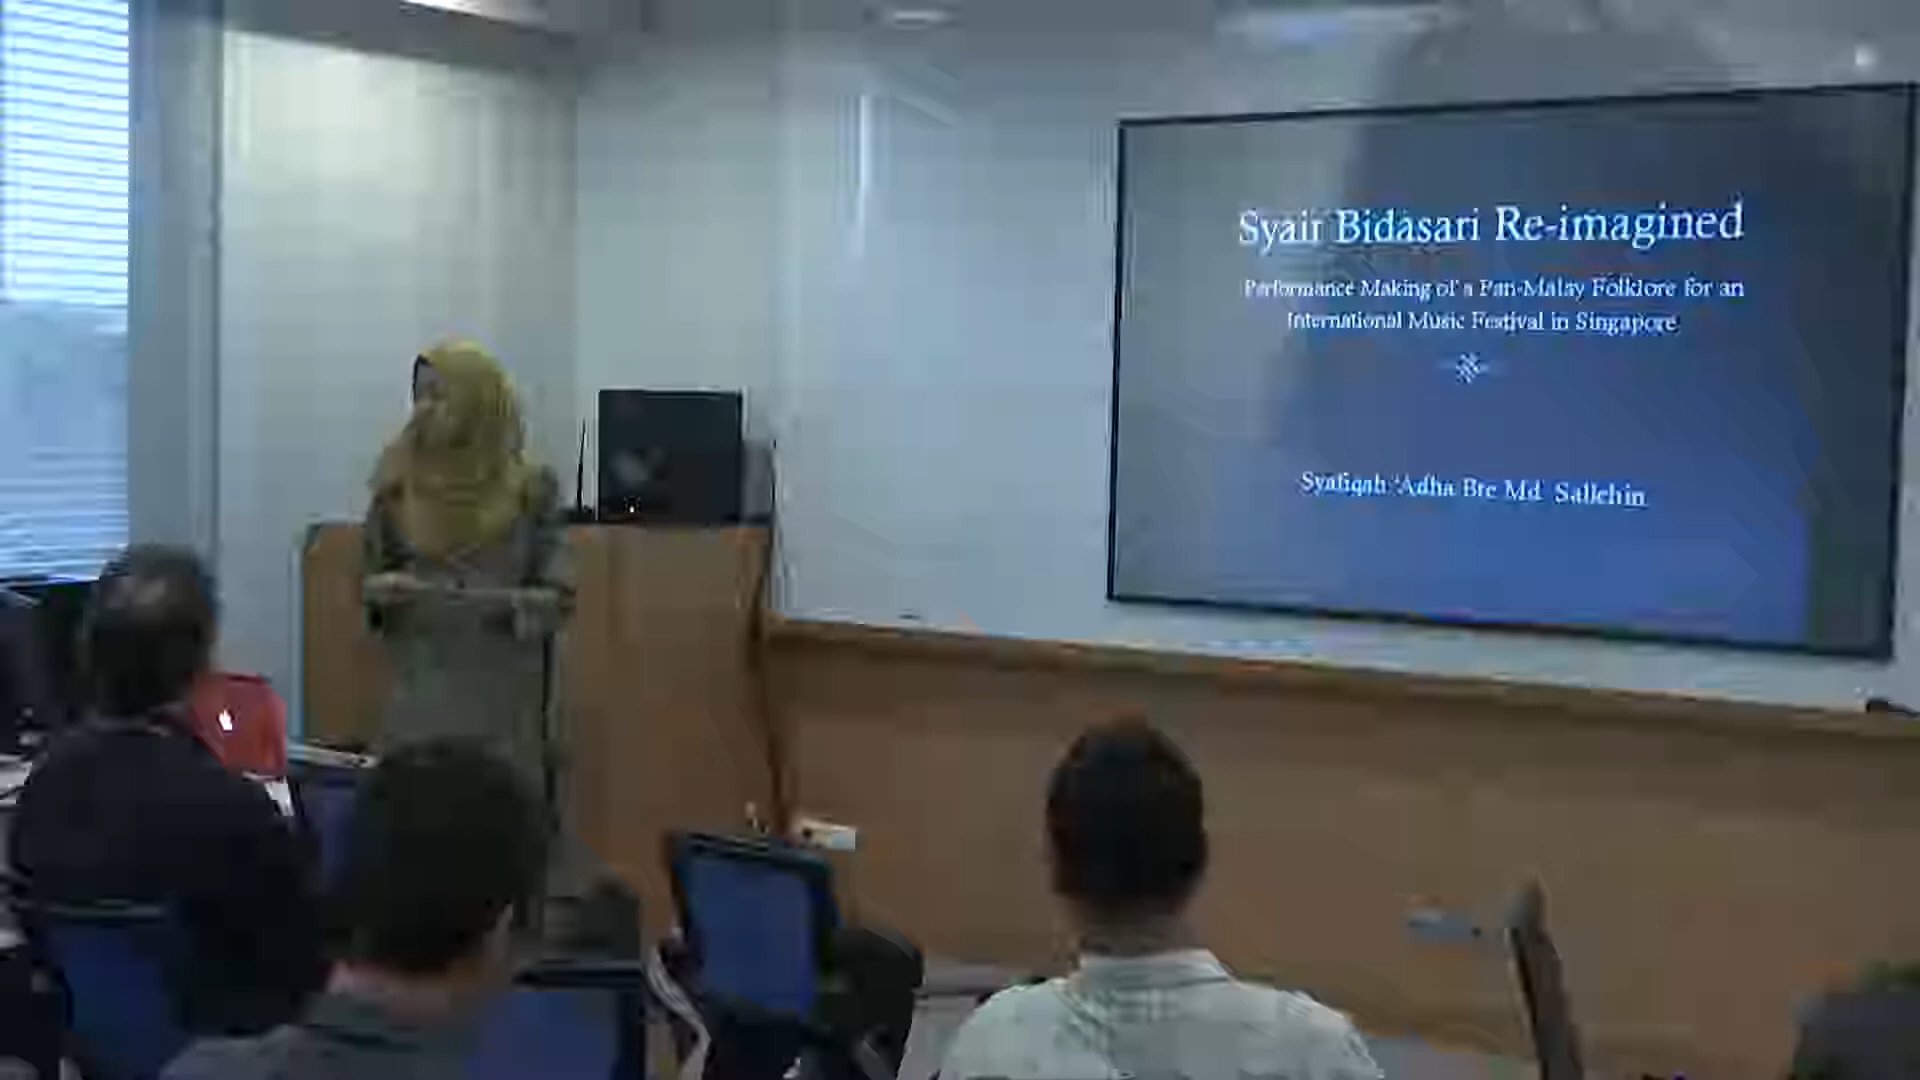 Syair Bidasari Re-imagined
Performance Making of a Pan-Malay Folklore for an
International Music Festival in Singapore
Syafiqah 'Adha Bte Md Sallehin